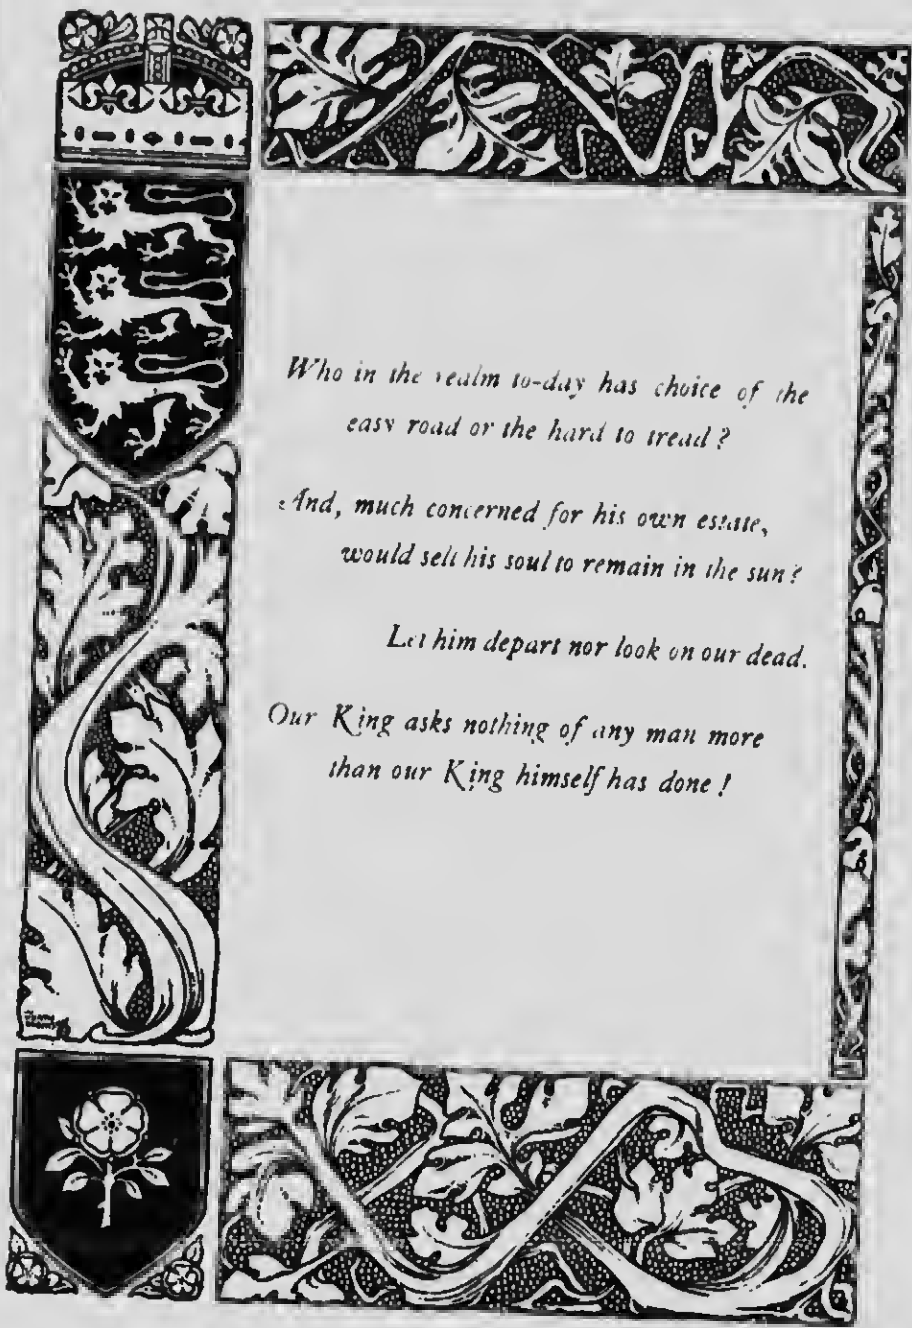 Who in the realm to-day has choice of the
easy road or the hard to tread?
And, much concerned for his own estate,
would sell his soul to remain in the sun?
Let him depart nor look on our dead.
Our King asks nothing of any man more
than our King himself has done!